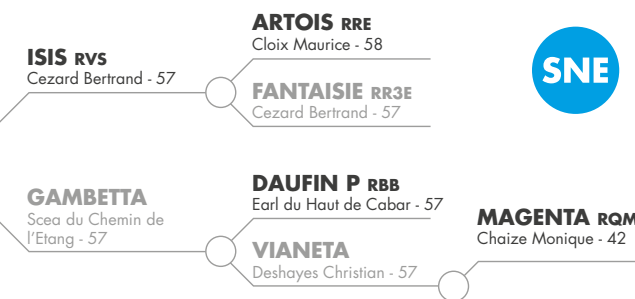 ARTOIS RRE
Cloix Maurice - 58
ISIS RVS
Cezard Bertrand - 57
SNE
FANTAISIE RR3E
Cezard Bertrand - 57
DAUFIN P RBB
Earl du Haut de Cabar - 57
GAMBETTA
Scea du Chemin de
l'Etang - 57
MAGENTA RQM
Chaize Monique - 42
VIANETA
Deshayes Christian - 57